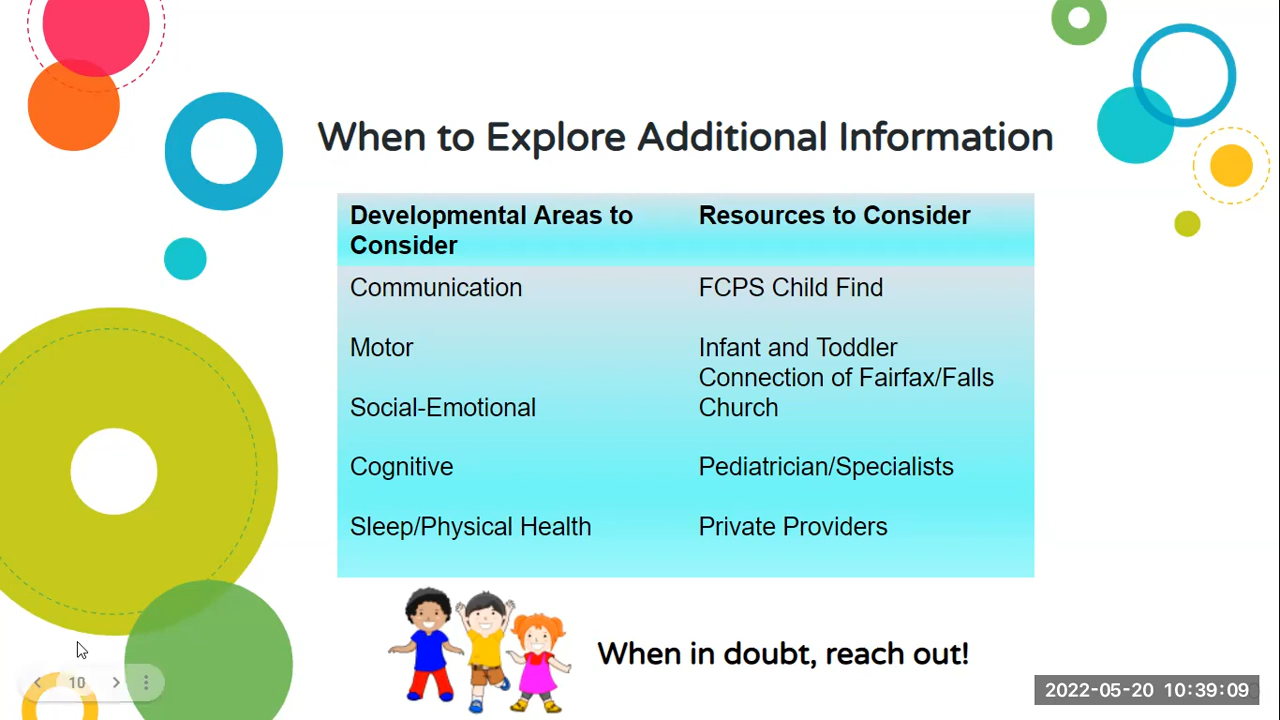 When to Explore Additional Information
Developmental Areas to
Consider
Resources to Consider
Communication
FCPS Child Find
Motor
Infant and Toddler
Connection of Fairfax/Falls
Church
Social-Emotional
Cognitive
Pediatrician/Specialists
Sleep/Physical Health
Private Providers
When in doubt, reach out!
10
2022-05-20 10:39:09